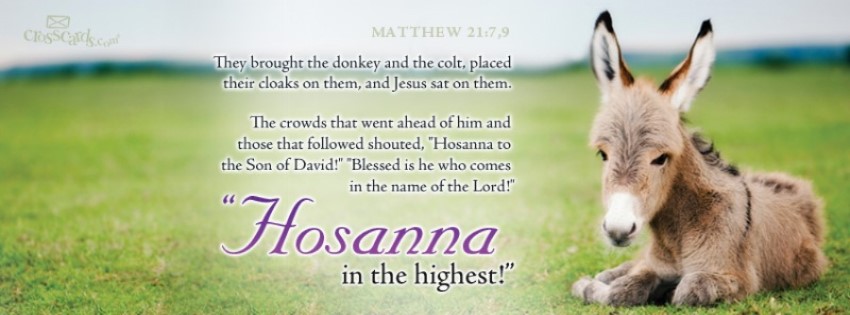 crosscards.com
MATTHEW 21:7,9
They brought the donkey and the colt, placed
their cloaks on them, and Jesus sat on them.
The crowds that went ahead of him and
those that followed shouted, "Hosanna to
the Son of David!" "Blessed is he who comes
in the name of the Lord!"
“Hosanna
in the highest!”